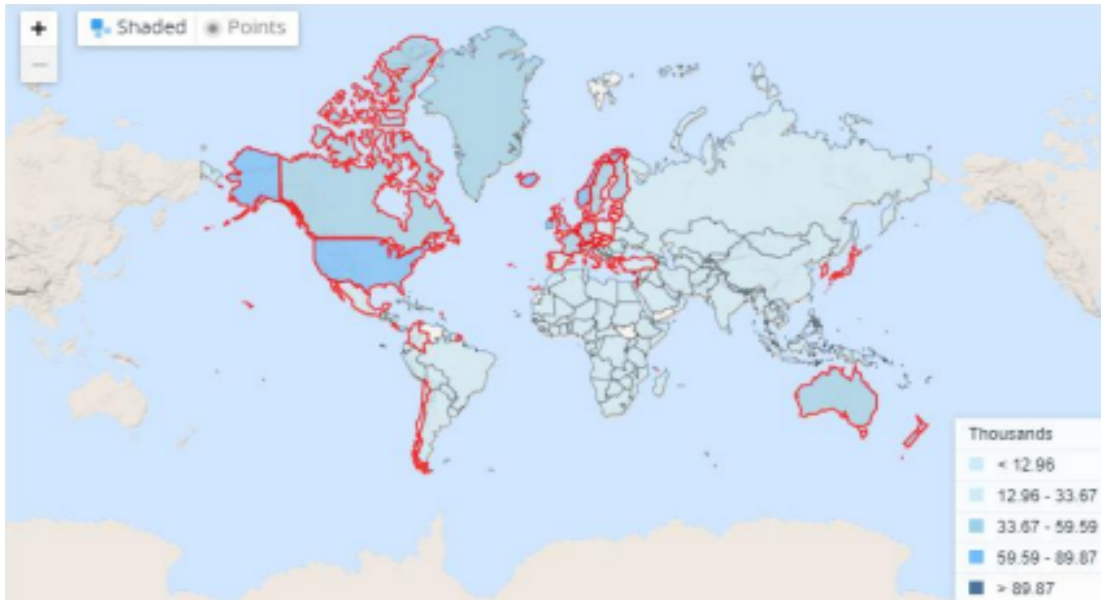 +
Shaded Points
−
Thousands
< 12.96
12.96 - 33.67
33.67 - 59.59
59.59 - 89.87
> 89.87